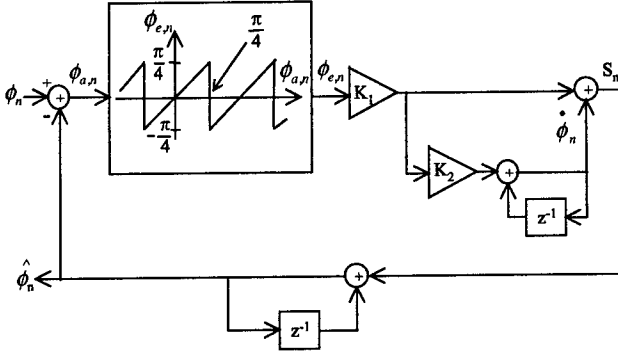 ϕ_{e,n}
π/4
π/4
-π/4
ϕ_{a,n}
ϕ_n
+
-
+
ϕ_{a,n}
ϕ_{e,n}
K_1
+
S_n
ϕ̇_n
K_2
+
z^{-1}
ϕ̂_n
+
z^{-1}